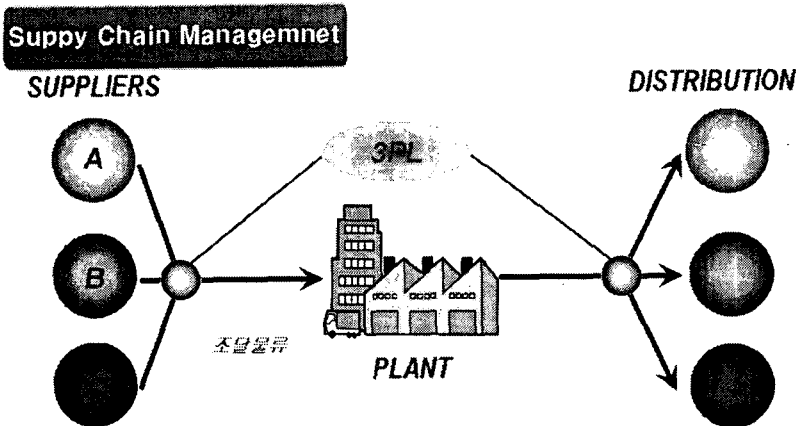 Suppy Chain Managemnet
SUPPLIERS
DISTRIBUTION
A
3PL
B
조달물류
PLANT